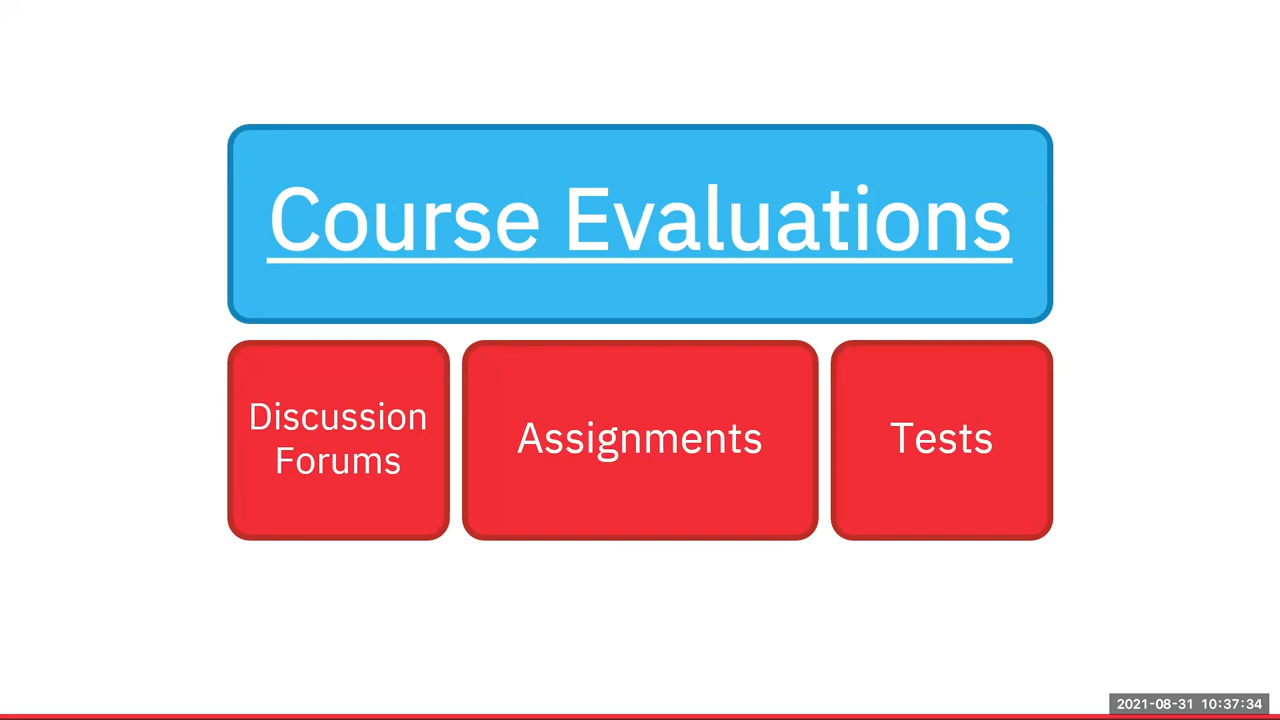 Course Evaluations
Discussion
Forums
Assignments
Tests
2021-08-31 10:37:34